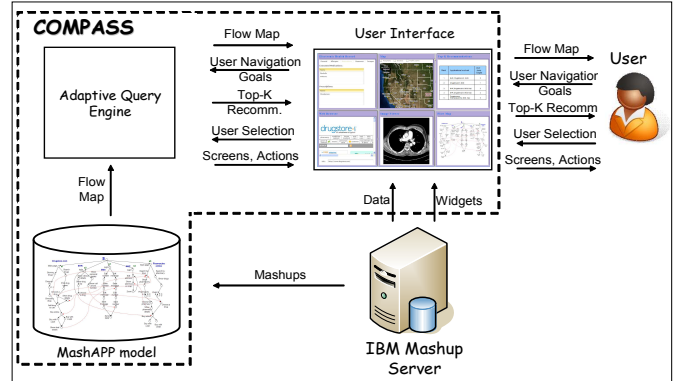 COMPASS
User Interface
User
Adaptive Query
Engine
Flow Map
User Navigation
Goals
Top-K
Recomm.
User Selection
Screens, Actions
drugstore
Flow Map
User Navigatior
Goals
Top-K Recomm
User Selection
Screens, Actions
Flow
Map
Data
Widgets
Mashups
MashAPP model
IBM Mashup
Server